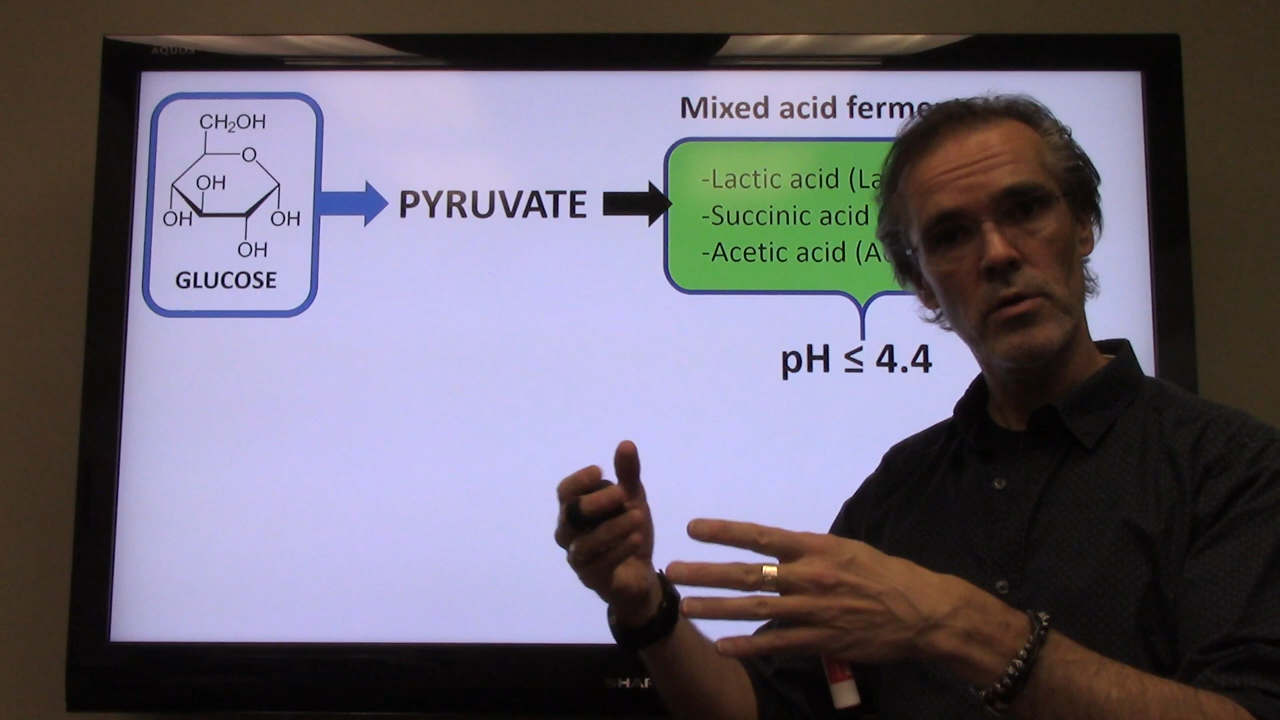 AQUOS
CH₂OH
O
OH
OH
OH
OH
GLUCOSE
PYRUVATE
Mixed acid ferme
-Lactic acid (La
-Succinic acid
-Acetic acid (A
pH ≤ 4.4